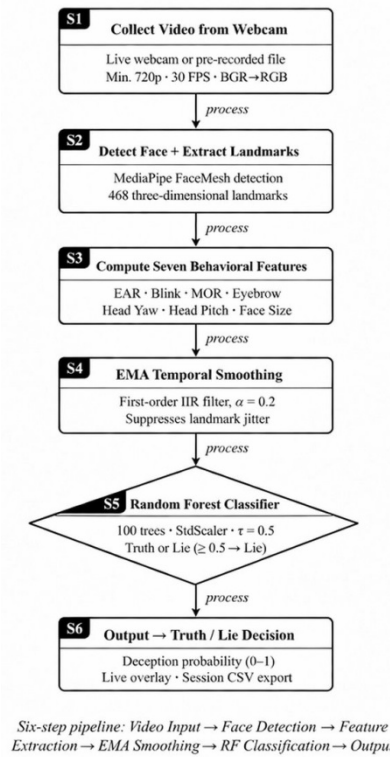 S1
Collect Video from Webcam
Live webcam or pre-recorded file
Min. 720p · 30 FPS · BGR→RGB
process
S2
Detect Face + Extract Landmarks
MediaPipe FaceMesh detection
468 three-dimensional landmarks
process
S3
Compute Seven Behavioral Features
EAR · Blink · MOR · Eyebrow
Head Yaw · Head Pitch · Face Size
process
S4
EMA Temporal Smoothing
First-order IIR filter, α = 0.2
Suppresses landmark jitter
process
S5
Random Forest Classifier
100 trees · StdScaler · τ = 0.5
Truth or Lie (≥ 0.5 → Lie)
process
S6
Output → Truth / Lie Decision
Deception probability (0–1)
Live overlay · Session CSV export
Six-step pipeline: Video Input → Face Detection → Feature
Extraction → EMA Smoothing → RF Classification → Outpu